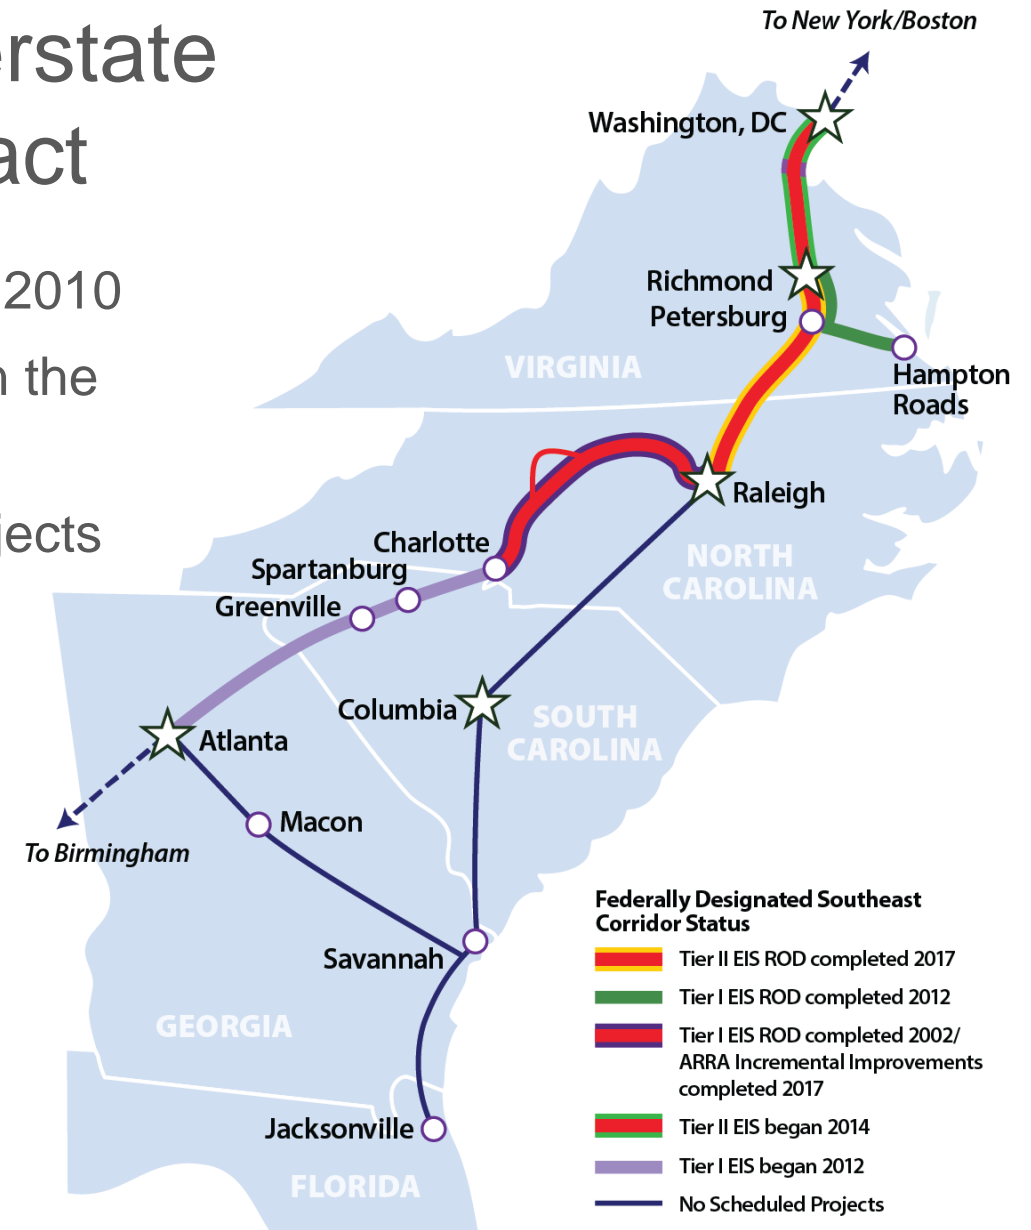 erstate
act
2010
n the
jects
To New York/Boston
Washington, DC
Richmond
Petersburg
VIRGINIA
Hampton
Roads
Raleigh
Charlotte
Spartanburg
Greenville
NORTH
CAROLINA
Columbia
SOUTH
CAROLINA
Atlanta
Macon
To Birmingham
Savannah
GEORGIA
Jacksonville
FLORIDA
Federally Designated Southeast
Corridor Status
Tier II EIS ROD completed 2017
Tier I EIS ROD completed 2012
Tier I EIS ROD completed 2002/
ARRA Incremental Improvements
completed 2017
Tier II EIS began 2014
Tier I EIS began 2012
No Scheduled Projects